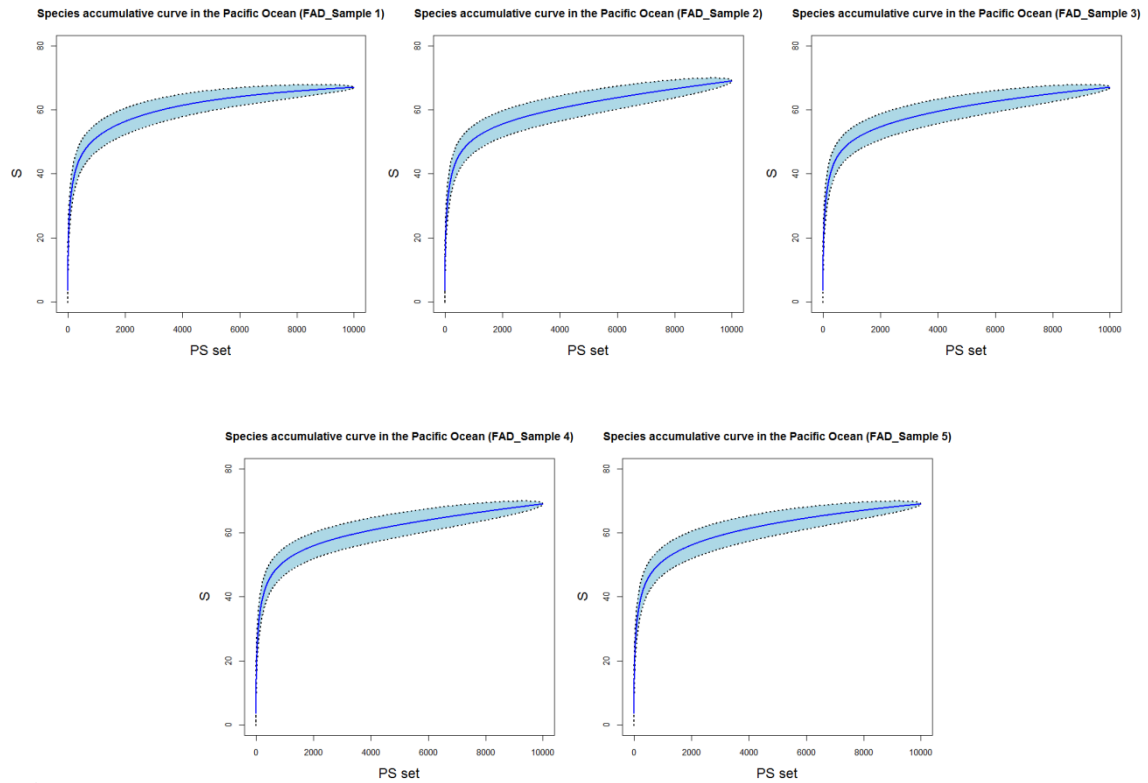 Species accumulative curve in the Pacific Ocean (FAD_Sample 1)
80
60
40
20
0
S
0 2000 4000 6000 8000 10000
PS set
Species accumulative curve in the Pacific Ocean (FAD_Sample 2)
80
60
40
20
0
S
0 2000 4000 6000 8000 10000
PS set
Species accumulative curve in the Pacific Ocean (FAD_Sample 3)
80
60
40
20
0
S
0 2000 4000 6000 8000 10000
PS set
Species accumulative curve in the Pacific Ocean (FAD_Sample 4)
80
60
40
20
0
S
0 2000 4000 6000 8000 10000
PS set
Species accumulative curve in the Pacific Ocean (FAD_Sample 5)
80
60
40
20
0
S
0 2000 4000 6000 8000 10000
PS set